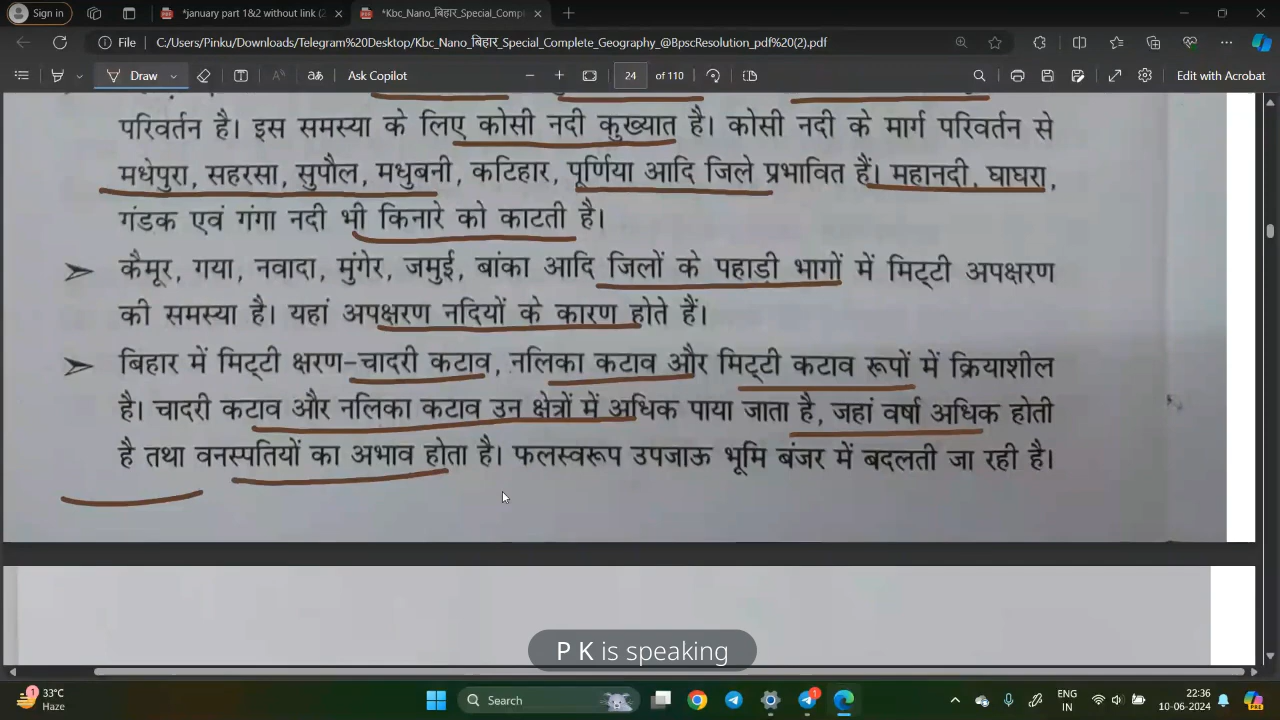 Sign in
*january part 1&2 without link (2
*Kbc_Nano_बिहार_Special_Compl
File
C:/Users/Pinku/Downloads/Telegram%20Desktop/Kbc_Nano_बिहार_Special_Complete_Geography_@BpscResolution_pdf%20(2).pdf
Draw
Ask Copilot
24 of 110
Edit with Acrobat
परिवर्तन है। इस समस्या के लिए कोसी नदी कुख्यात है। कोसी नदी के मार्ग परिवर्तन से
मधेपुरा, सहरसा, सुपौल, मधुबनी, कटिहार, पूर्णिया आदि जिले प्रभावित हैं। महानदी, घाघरा,
गंडक एवं गंगा नदी भी किनारे को काटती है।
➢ कैमूर, गया, नवादा, मुंगेर, जमुई, बांका आदि जिलों के पहाड़ी भागों में मिट्टी अपक्षरण
की समस्या है। यहां अपक्षरण नदियों के कारण होते हैं।
➢ बिहार में मिट्टी क्षरण-चादरी कटाव, नलिका कटाव और मिट्टी कटाव रूपों में क्रियाशील
है। चादरी कटाव और नलिका कटाव उन क्षेत्रों में अधिक पाया जाता है, जहां वर्षा अधिक होती
है तथा वनस्पतियों का अभाव होता है। फलस्वरूप उपजाऊ भूमि बंजर में बदलती जा रही है।
P K is speaking
1
33°C
Haze
Search
1
ENG
IN
22:36
10-06-2024